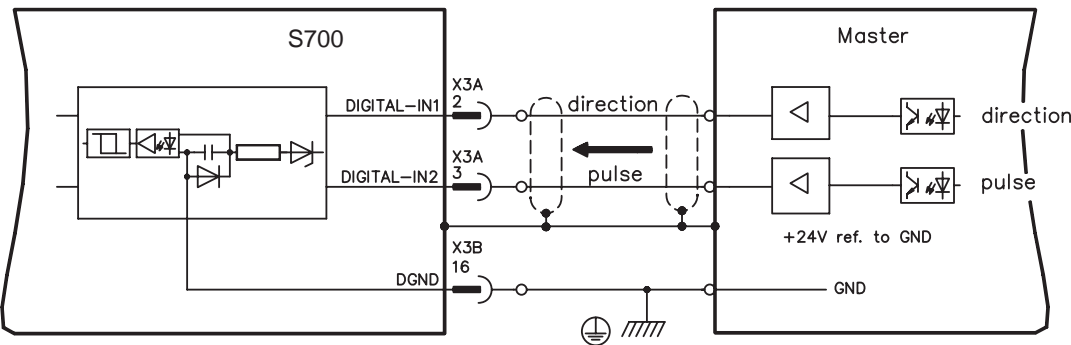 S700
Master
X3A
2
DIGITAL-IN1
direction
direction
X3A
3
DIGITAL-IN2
pulse
pulse
+24V ref. to GND
X3B
16
DGND
GND